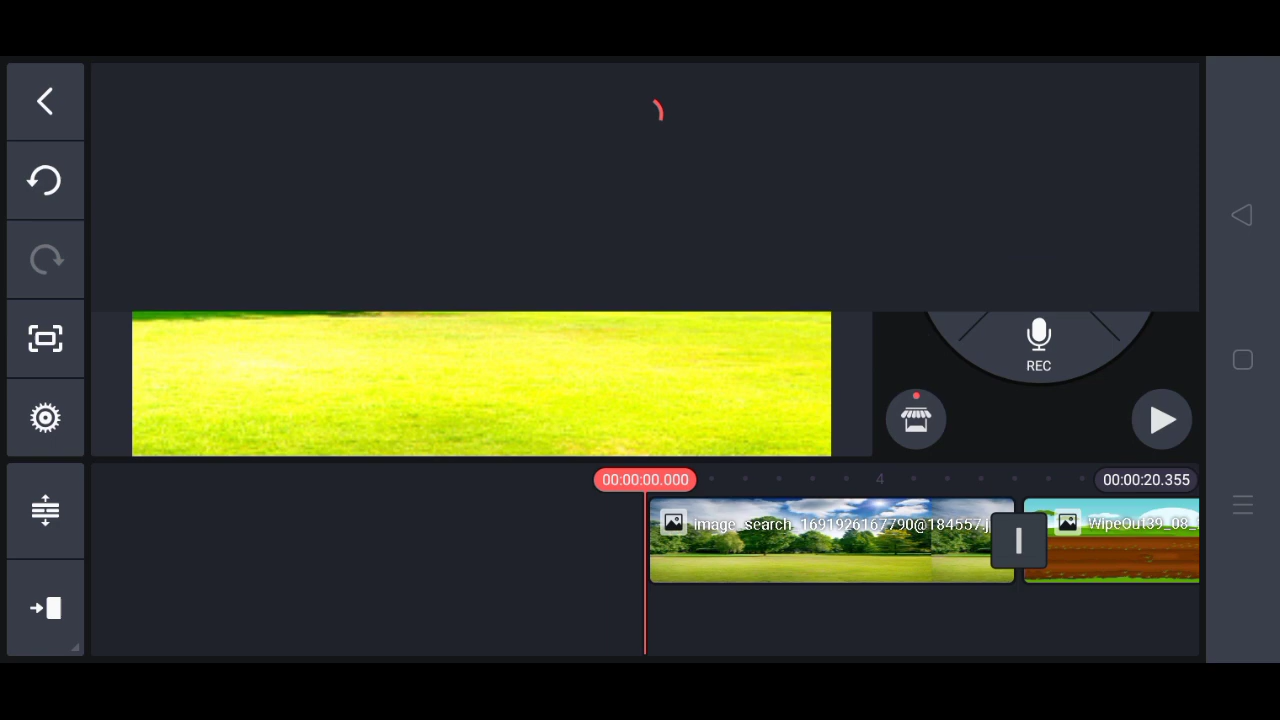 REC
00:00:00.000
4
00:00:20.355
image_search_1691926167790@184557.j
WipeOut39_08_